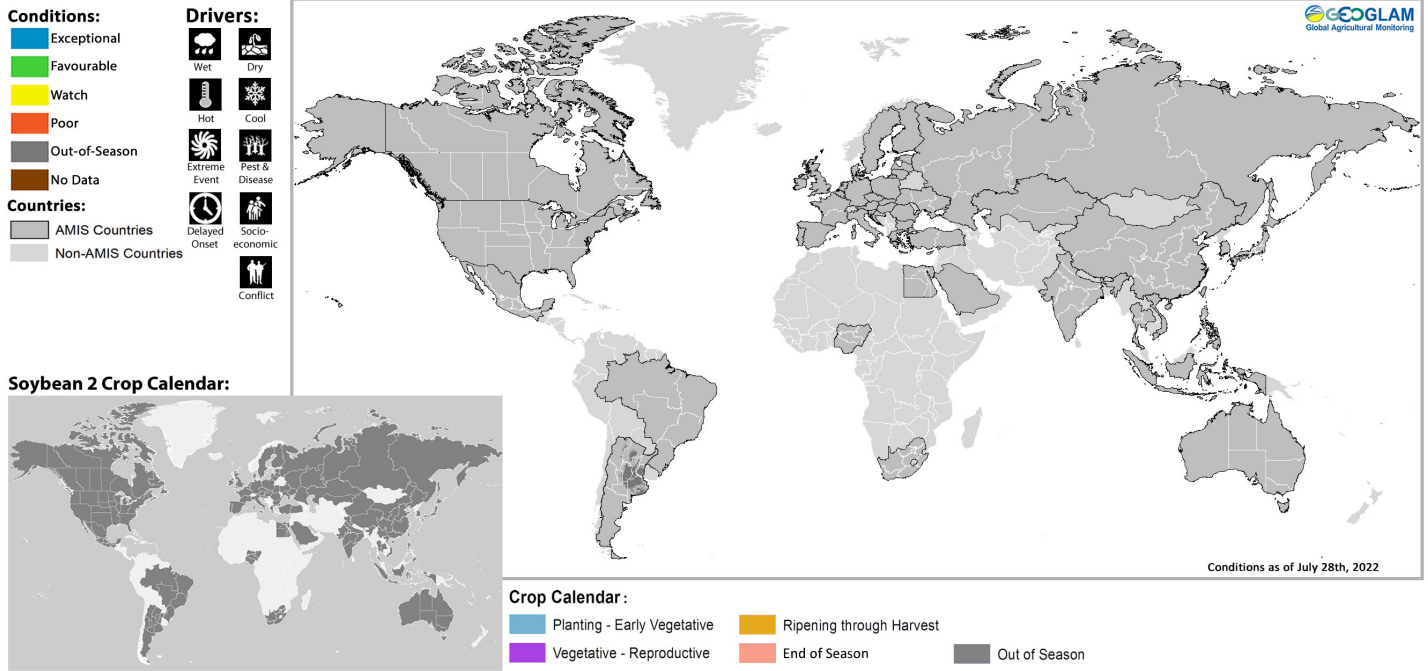 Conditions:
Exceptional
Favourable
Watch
Poor
Out-of-Season
No Data
Countries:
AMIS Countries
Non-AMIS Countries
Drivers:
Wet
Dry
Hot
Cool
Extreme
Event
Pest &
Disease
Delayed
Onset
Socio-
economic
Conflict
GEOGLAM
Global Agricultural Monitoring
Soybean 2 Crop Calendar:
Conditions as of July 28th, 2022
Crop Calendar :
Planting - Early Vegetative
Ripening through Harvest
Vegetative - Reproductive
End of Season
Out of Season